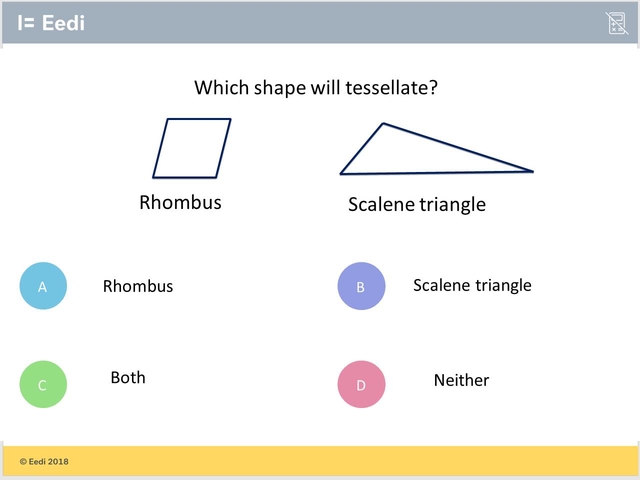 Eedi
Which shape will tessellate?
Rhombus
Scalene triangle
A
Rhombus
B
Scalene triangle
C
Both
D
Neither
© Eedi 2018